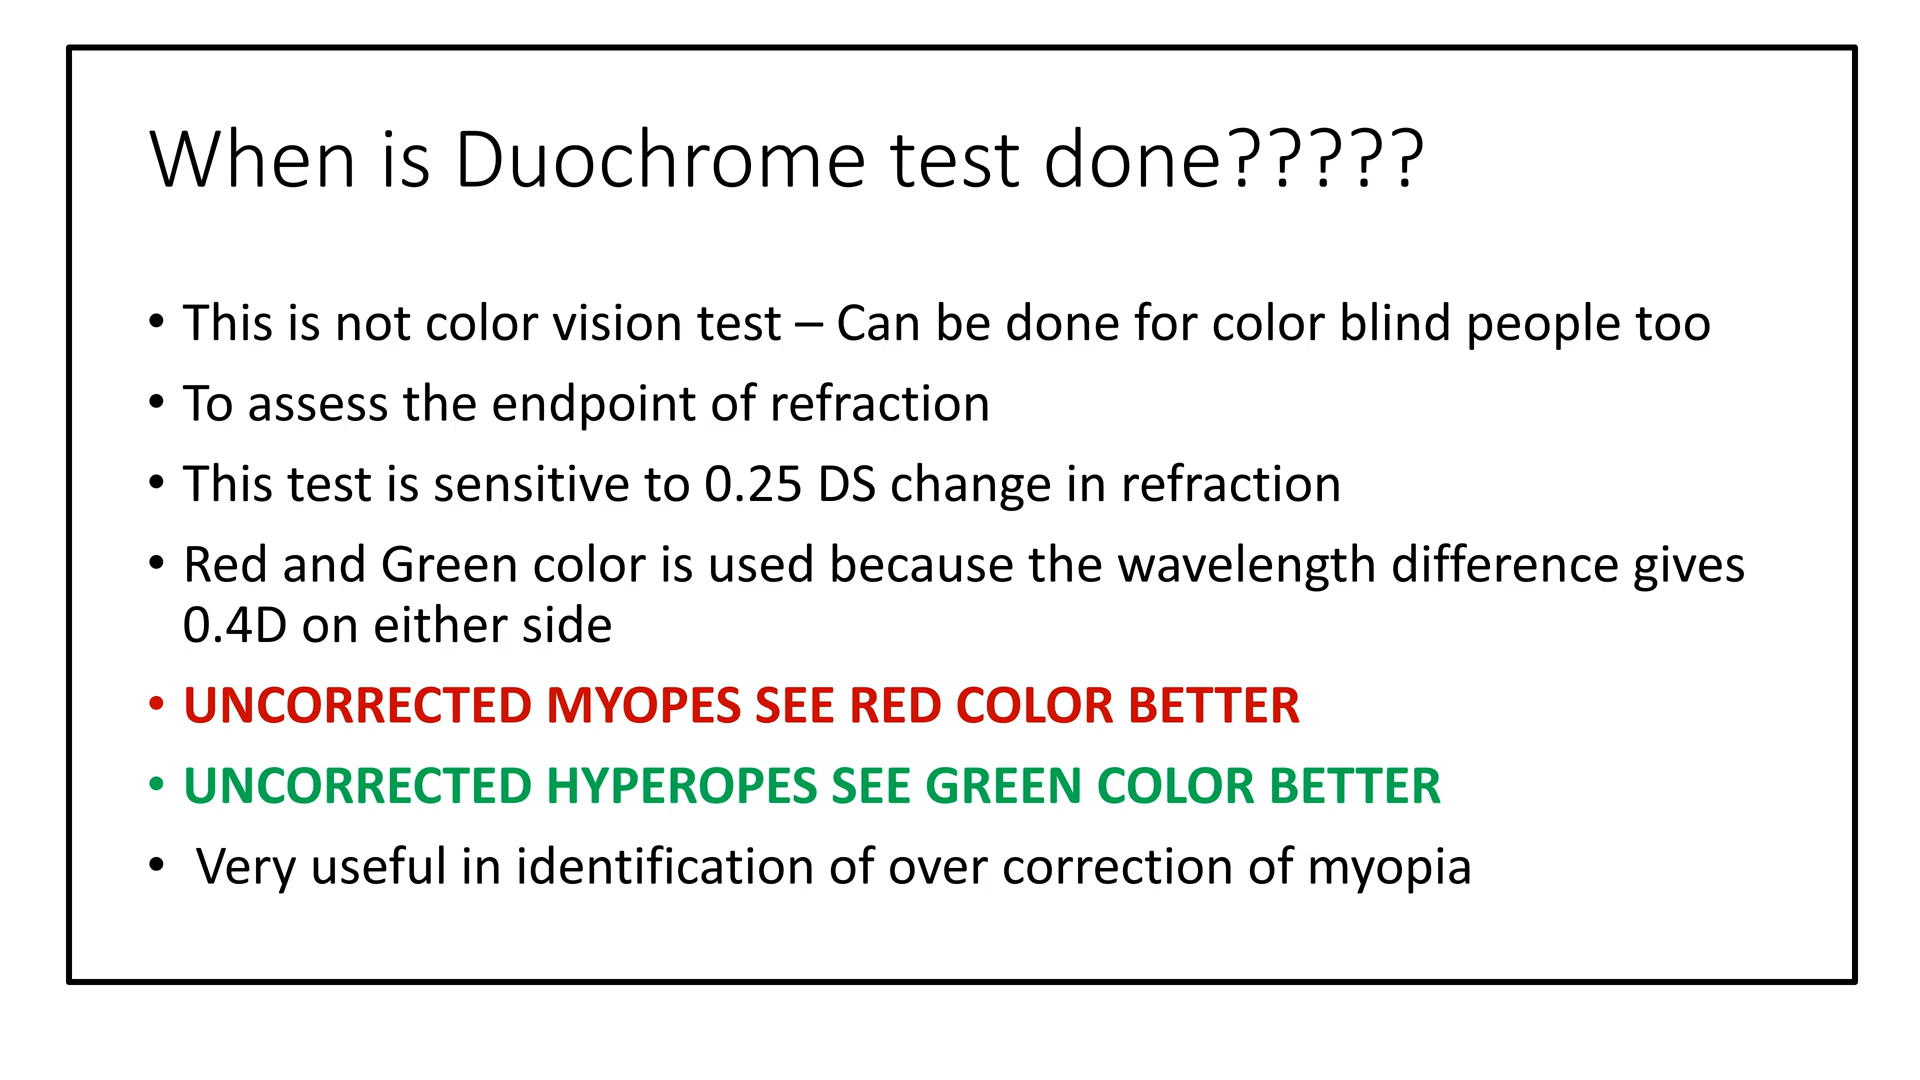 When is Duochrome test done?????
• This is not color vision test – Can be done for color blind people too
• To assess the endpoint of refraction
• This test is sensitive to 0.25 DS change in refraction
• Red and Green color is used because the wavelength difference gives
0.4D on either side
• UNCORRECTED MYOPES SEE RED COLOR BETTER
• UNCORRECTED HYPEROPES SEE GREEN COLOR BETTER
• Very useful in identification of over correction of myopia